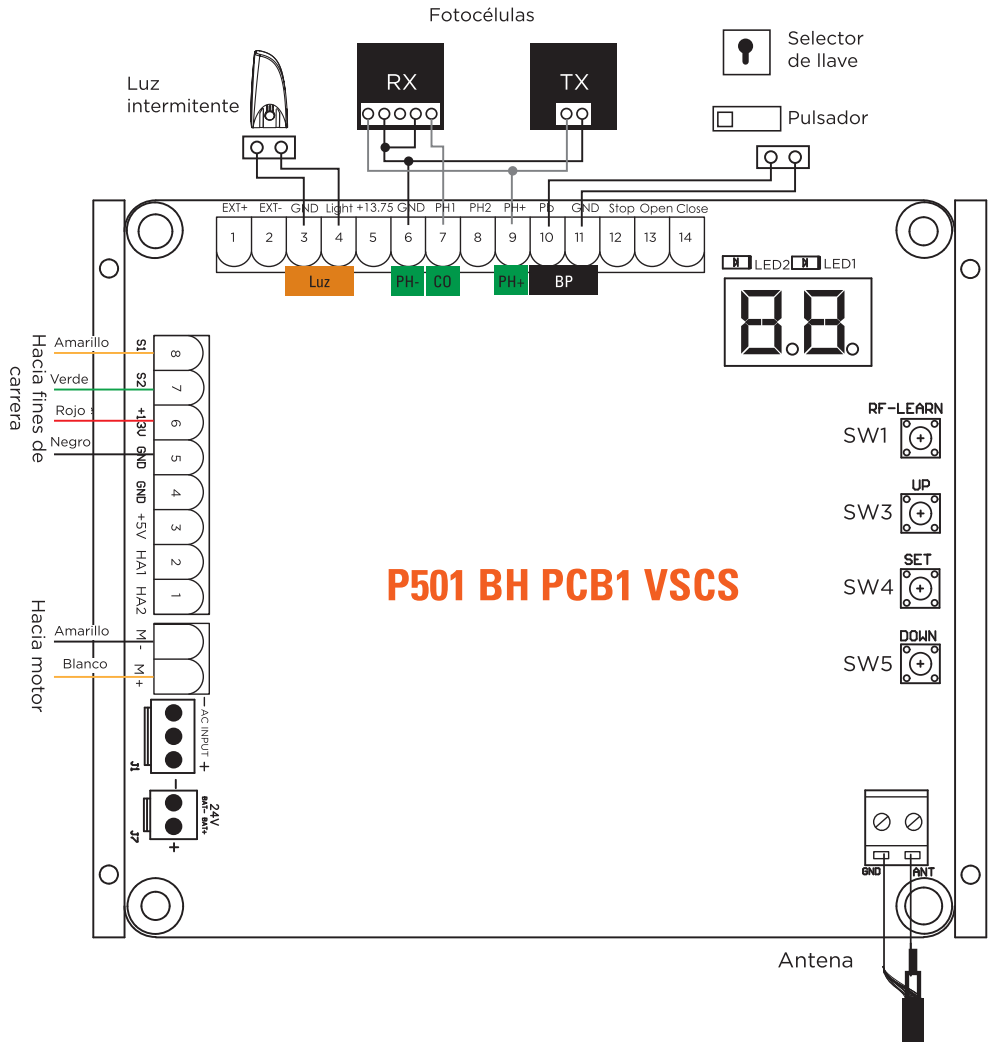 Fotocélulas
Selector
de llave
Luz
intermitente
RX
TX
Pulsador
EXT+ EXT- GND Light +13.75 GND PH1 PH2 PH+ Pb GND Stop Open Close
1 2 3 4 5 6 7 8 9 10 11 12 13 14
Luz PH- CO PH+ BP
LED2 LED1
Hacia fines de
carrera
Amarillo S1 8
Verde S2 7
Rojo +13V 6
Negro GND 5
GND 4
+5V 3
HA1 2
HA2 1
RF-LEARN
SW1
UP
SW3
SET
SW4
DOWN
SW5
P501 BH PCB1 VSCS
Hacia motor
Amarillo M -
Blanco M +
- AC INPUT +
J1
-
24V
BAT- BAT+
J7
+
GND ANT
Antena